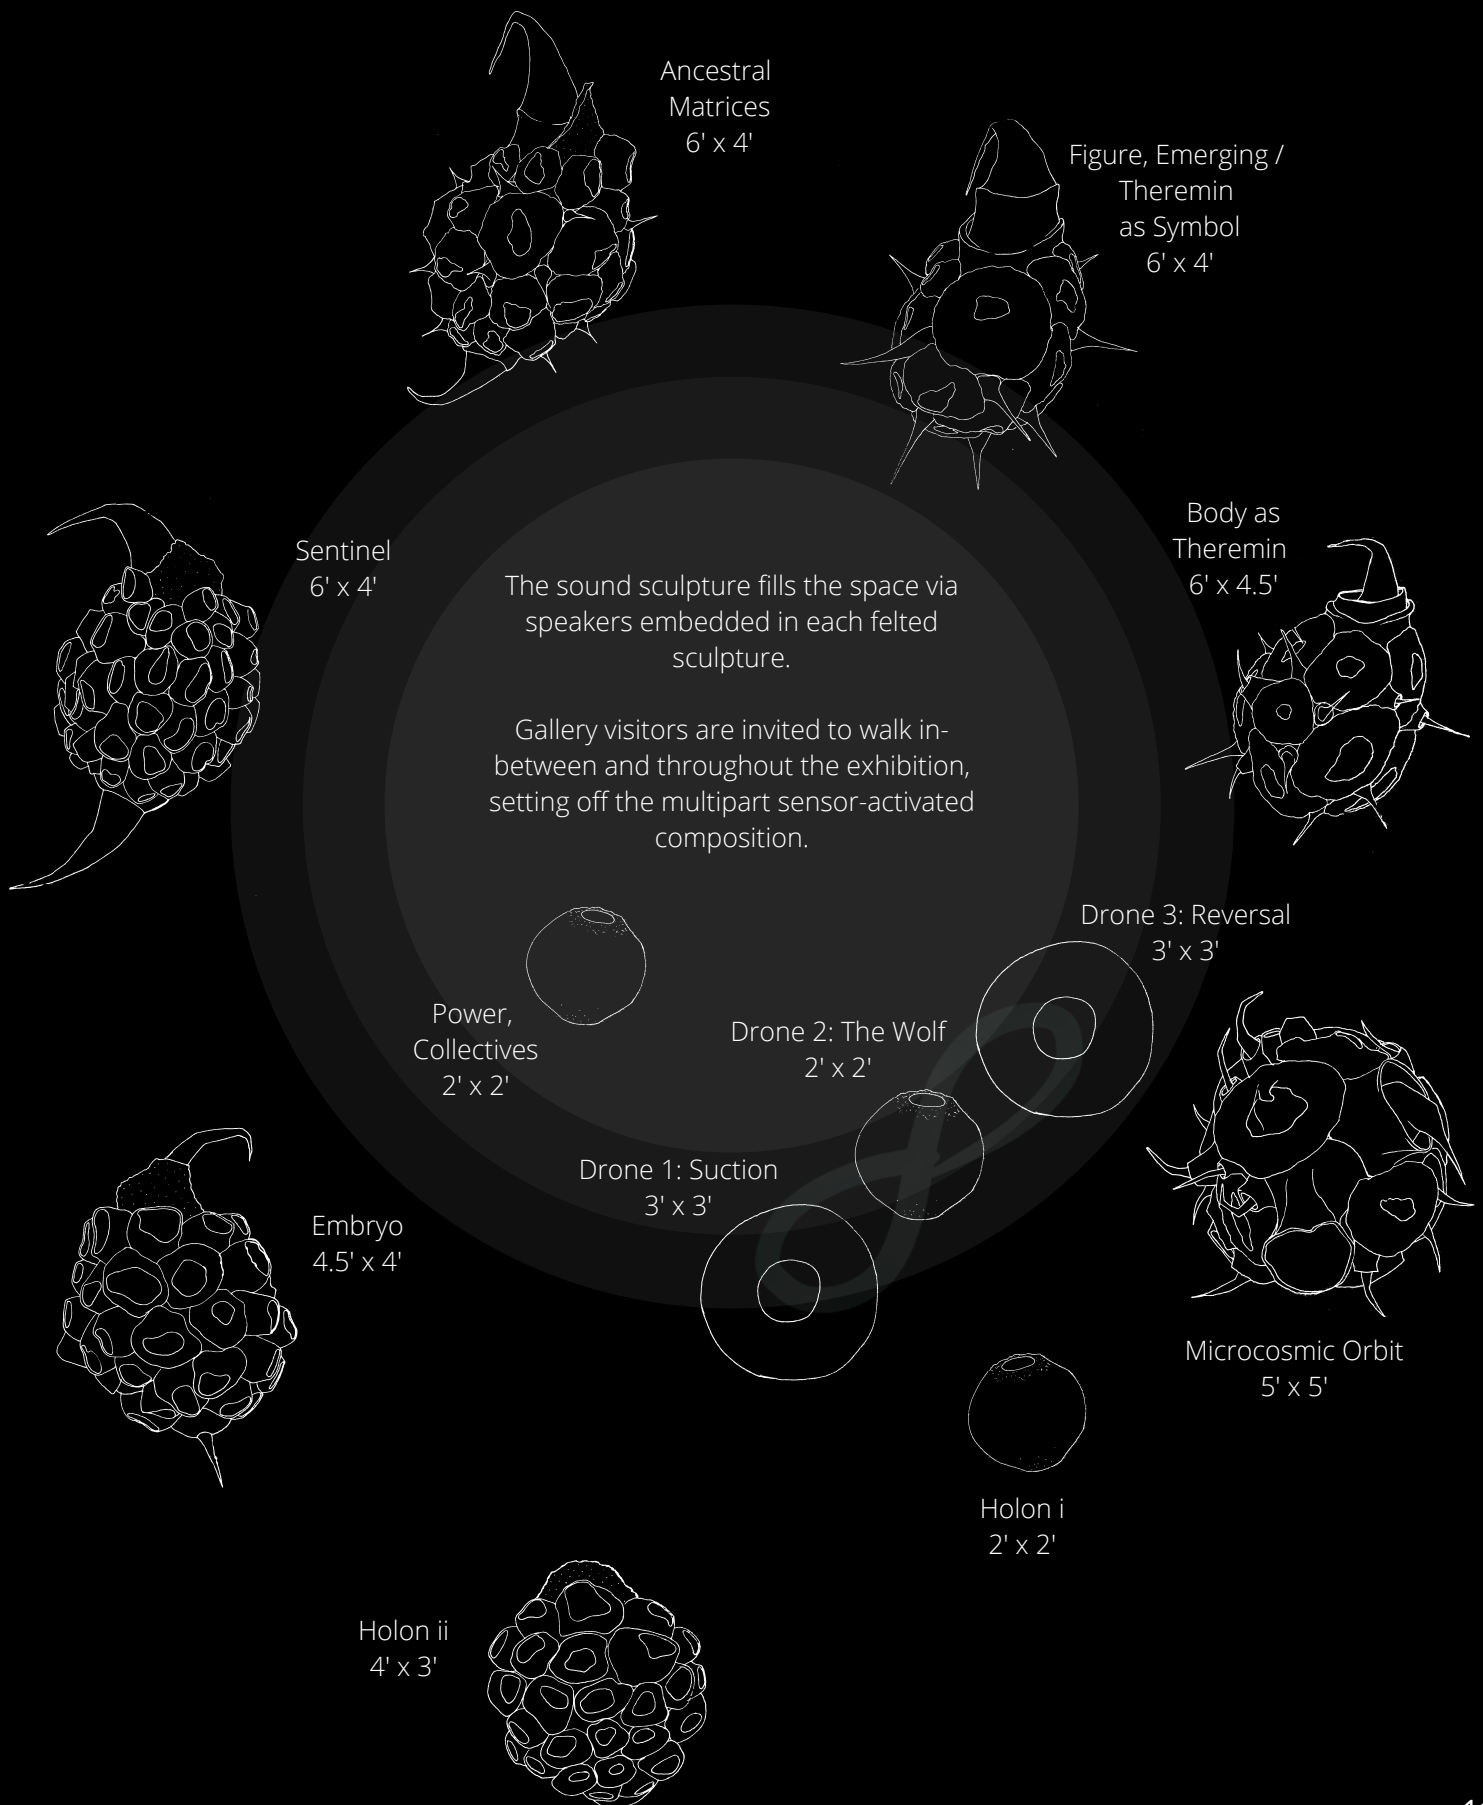 Ancestral
Matrices
6' x 4'
Figure, Emerging /
Theremin
as Symbol
6' x 4'
Body as
Theremin
6' x 4.5'
Sentinel
6' x 4'
The sound sculpture fills the space via
speakers embedded in each felted
sculpture.
Gallery visitors are invited to walk in-
between and throughout the exhibition,
setting off the multipart sensor-activated
composition.
Drone 3: Reversal
3' x 3'
Power,
Collectives
2' x 2'
Drone 2: The Wolf
2' x 2'
Drone 1: Suction
3' x 3'
Embryo
4.5' x 4'
Microcosmic Orbit
5' x 5'
Holon i
2' x 2'
Holon ii
4' x 3'